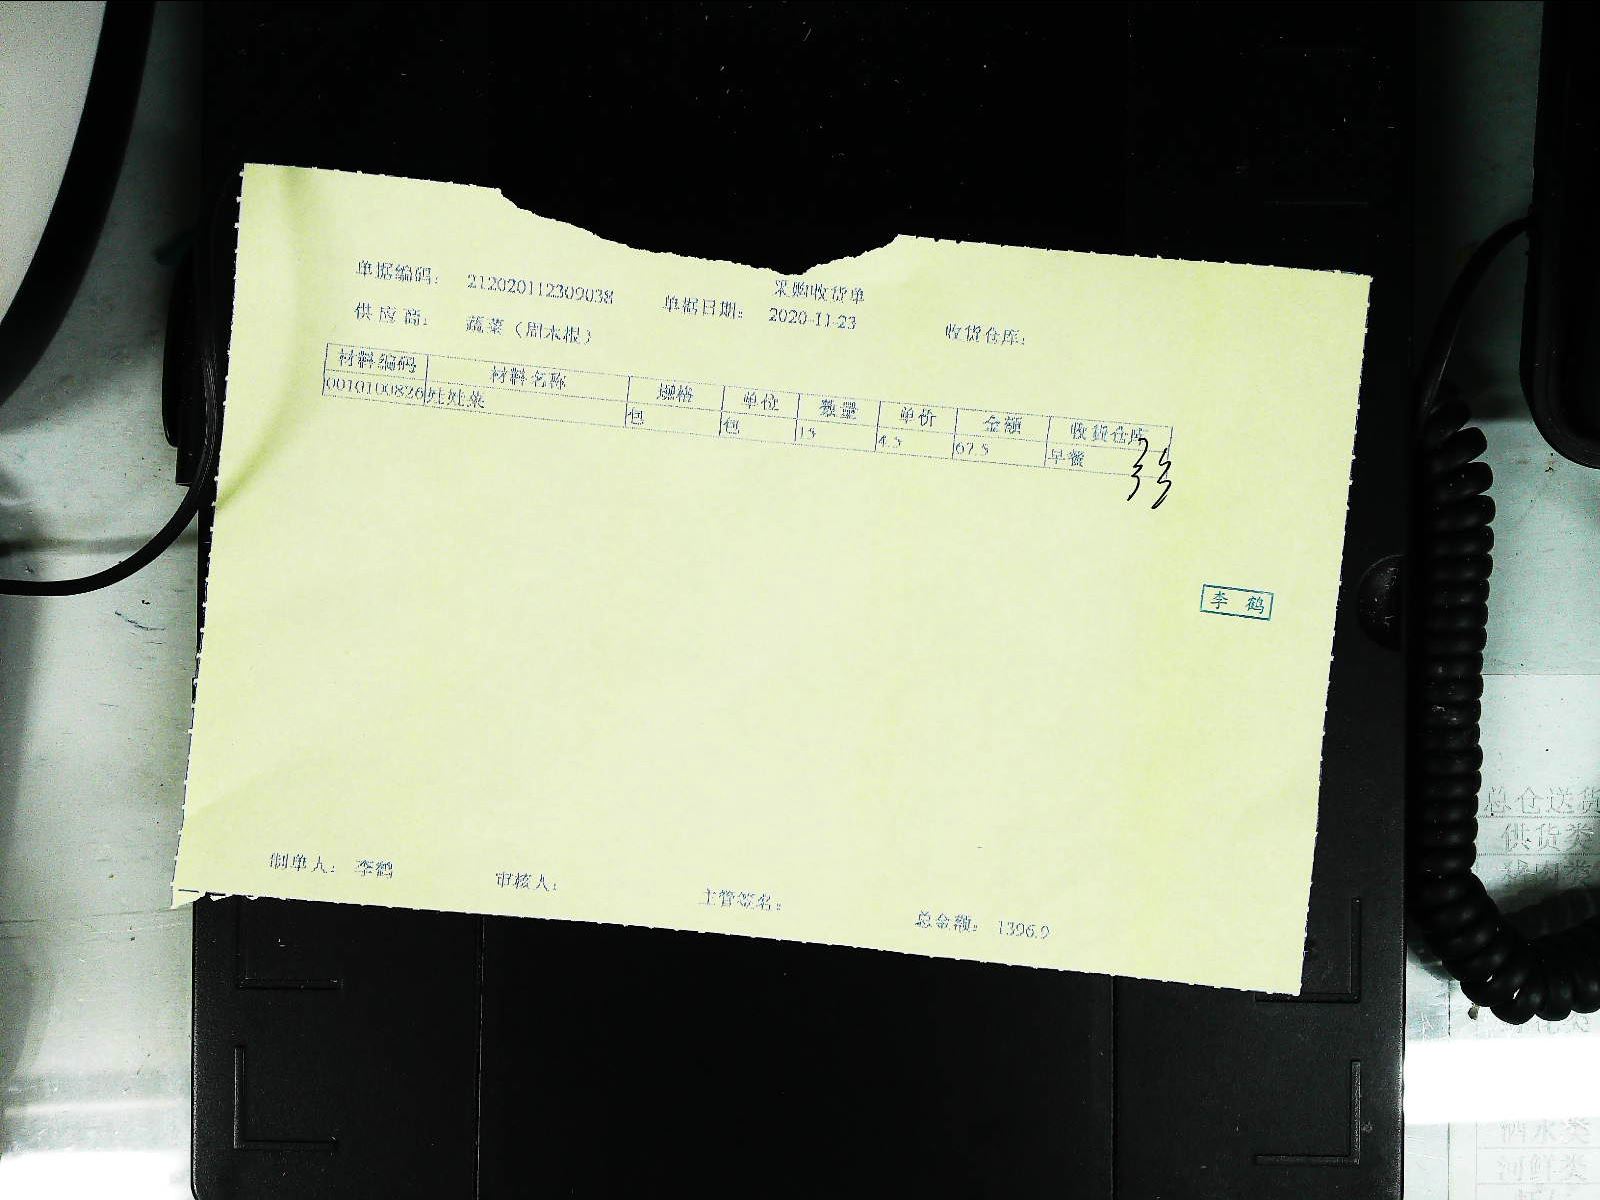 采购收货单
单据编码： 212020112309038 单据日期： 2020-11-23 收货仓库：
供 应 商： 蔬菜（周木根）
材料编码 材料名称 规格 单位 数量 单价 金额 收货仓库
0010100826 娃娃菜 包 包 15 4.5 67.5 早餐
李 鹤
制单人： 李鹤 审核人： 主管签名： 总金额： 1396.9
总仓送货
供货类
河鲜类